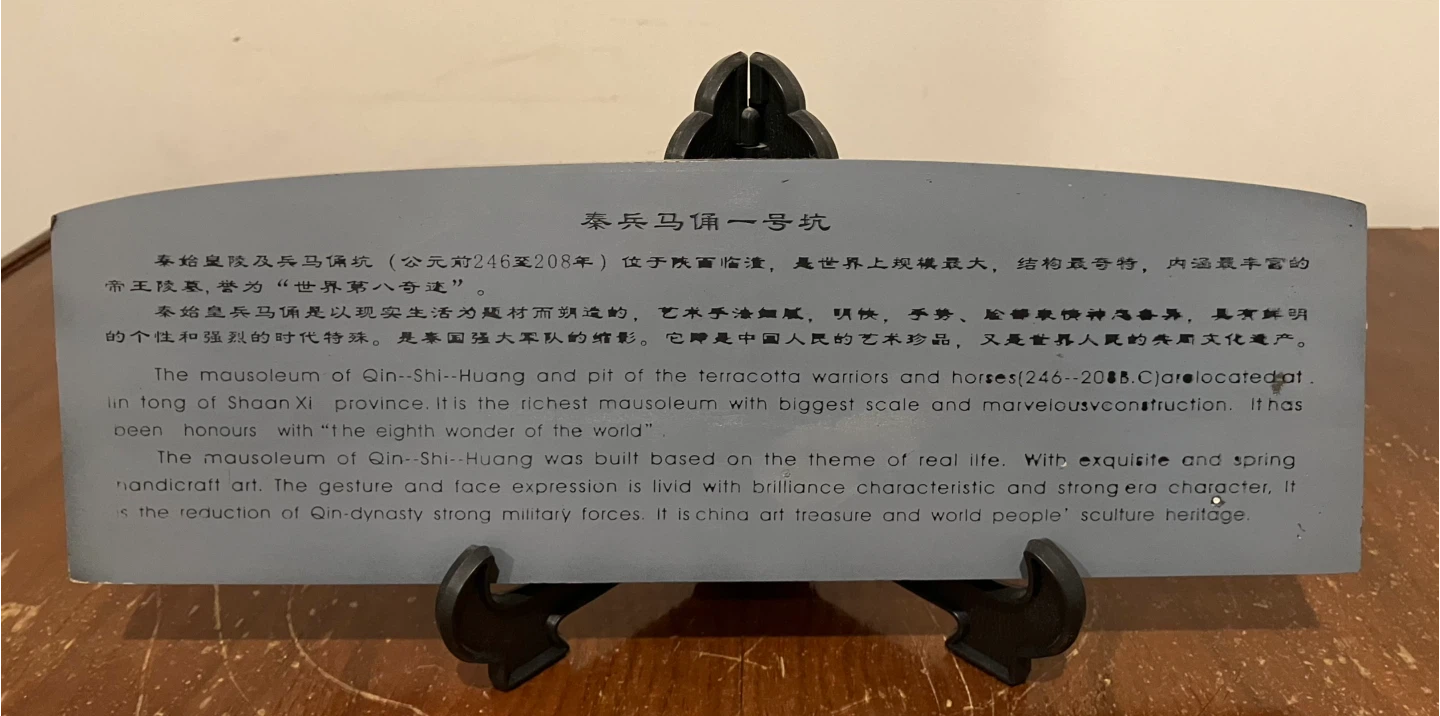 秦兵马俑一号坑
秦始皇陵及兵马俑坑（公元前246至208年）位于陕西临潼，是世界上规模最大，结构最奇特，内涵最丰富的
帝王陵墓，誉为“世界第八奇迹”。
秦始皇兵马俑是以现实生活为题材而朔造的，艺术手法细腻，明快，手势、脸部表情神态各异，具有鲜明
的个性和强烈的时代特殊。是秦国强大军队的缩影。它即是中国人民的艺术珍品，又是世界人民的共同文化遗产。
The mausoleum of Qin--Shi--Huang and pit of the terracotta warriors and horses(246--208B.C)arelocated at .
lin tong of Shaan Xi province. It is the richest mausoleum with biggest scale and marvelousvconstruction. It has
been honours with “the eighth wonder of the world” .
The mausoleum of Qin--Shi--Huang was built based on the theme of real iife. With exquisite and spring
handicraft art. The gesture and face expression is livid with brilliance characteristic and strong era character, It
is the reduction of Qin-dynasty strong military forces. It is china art treasure and world people’ sculture heritage.